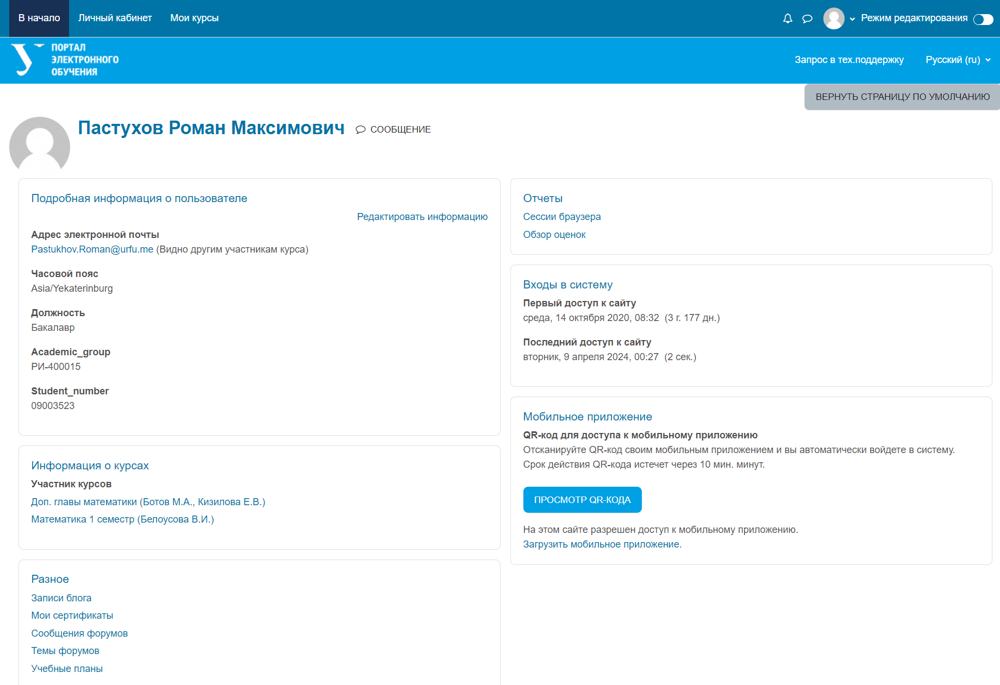 В начало
Личный кабинет
Мои курсы
Режим редактирования
ПОРТАЛ
ЭЛЕКТРОННОГО
ОБУЧЕНИЯ
Запрос в тех.поддержку
Русский (ru)
ВЕРНУТЬ СТРАНИЦУ ПО УМОЛЧАНИЮ
Пастухов Роман Максимович
СООБЩЕНИЕ
Подробная информация о пользователе
Редактировать информацию
Адрес электронной почты
Pastukhov.Roman@urfu.me (Видно другим участникам курса)
Часовой пояс
Asia/Yekaterinburg
Должность
Бакалавр
Academic_group
РИ-400015
Student_number
09003523
Информация о курсах
Участник курсов
Доп. главы математики (Ботов М.А., Кизилова Е.В.)
Математика 1 семестр (Белоусова В.И.)
Разное
Записи блога
Мои сертификаты
Сообщения форумов
Темы форумов
Учебные планы
Отчеты
Сессии браузера
Обзор оценок
Входы в систему
Первый доступ к сайту
среда, 14 октября 2020, 08:32 (3 г. 177 дн.)
Последний доступ к сайту
вторник, 9 апреля 2024, 00:27 (2 сек.)
Мобильное приложение
QR-код для доступа к мобильному приложению
Отсканируйте QR-код своим мобильным приложением и вы автоматически войдете в систему.
Срок действия QR-кода истечет через 10 мин. минут.
ПРОСМОТР QR-КОДА
На этом сайте разрешен доступ к мобильному приложению.
Загрузить мобильное приложение.